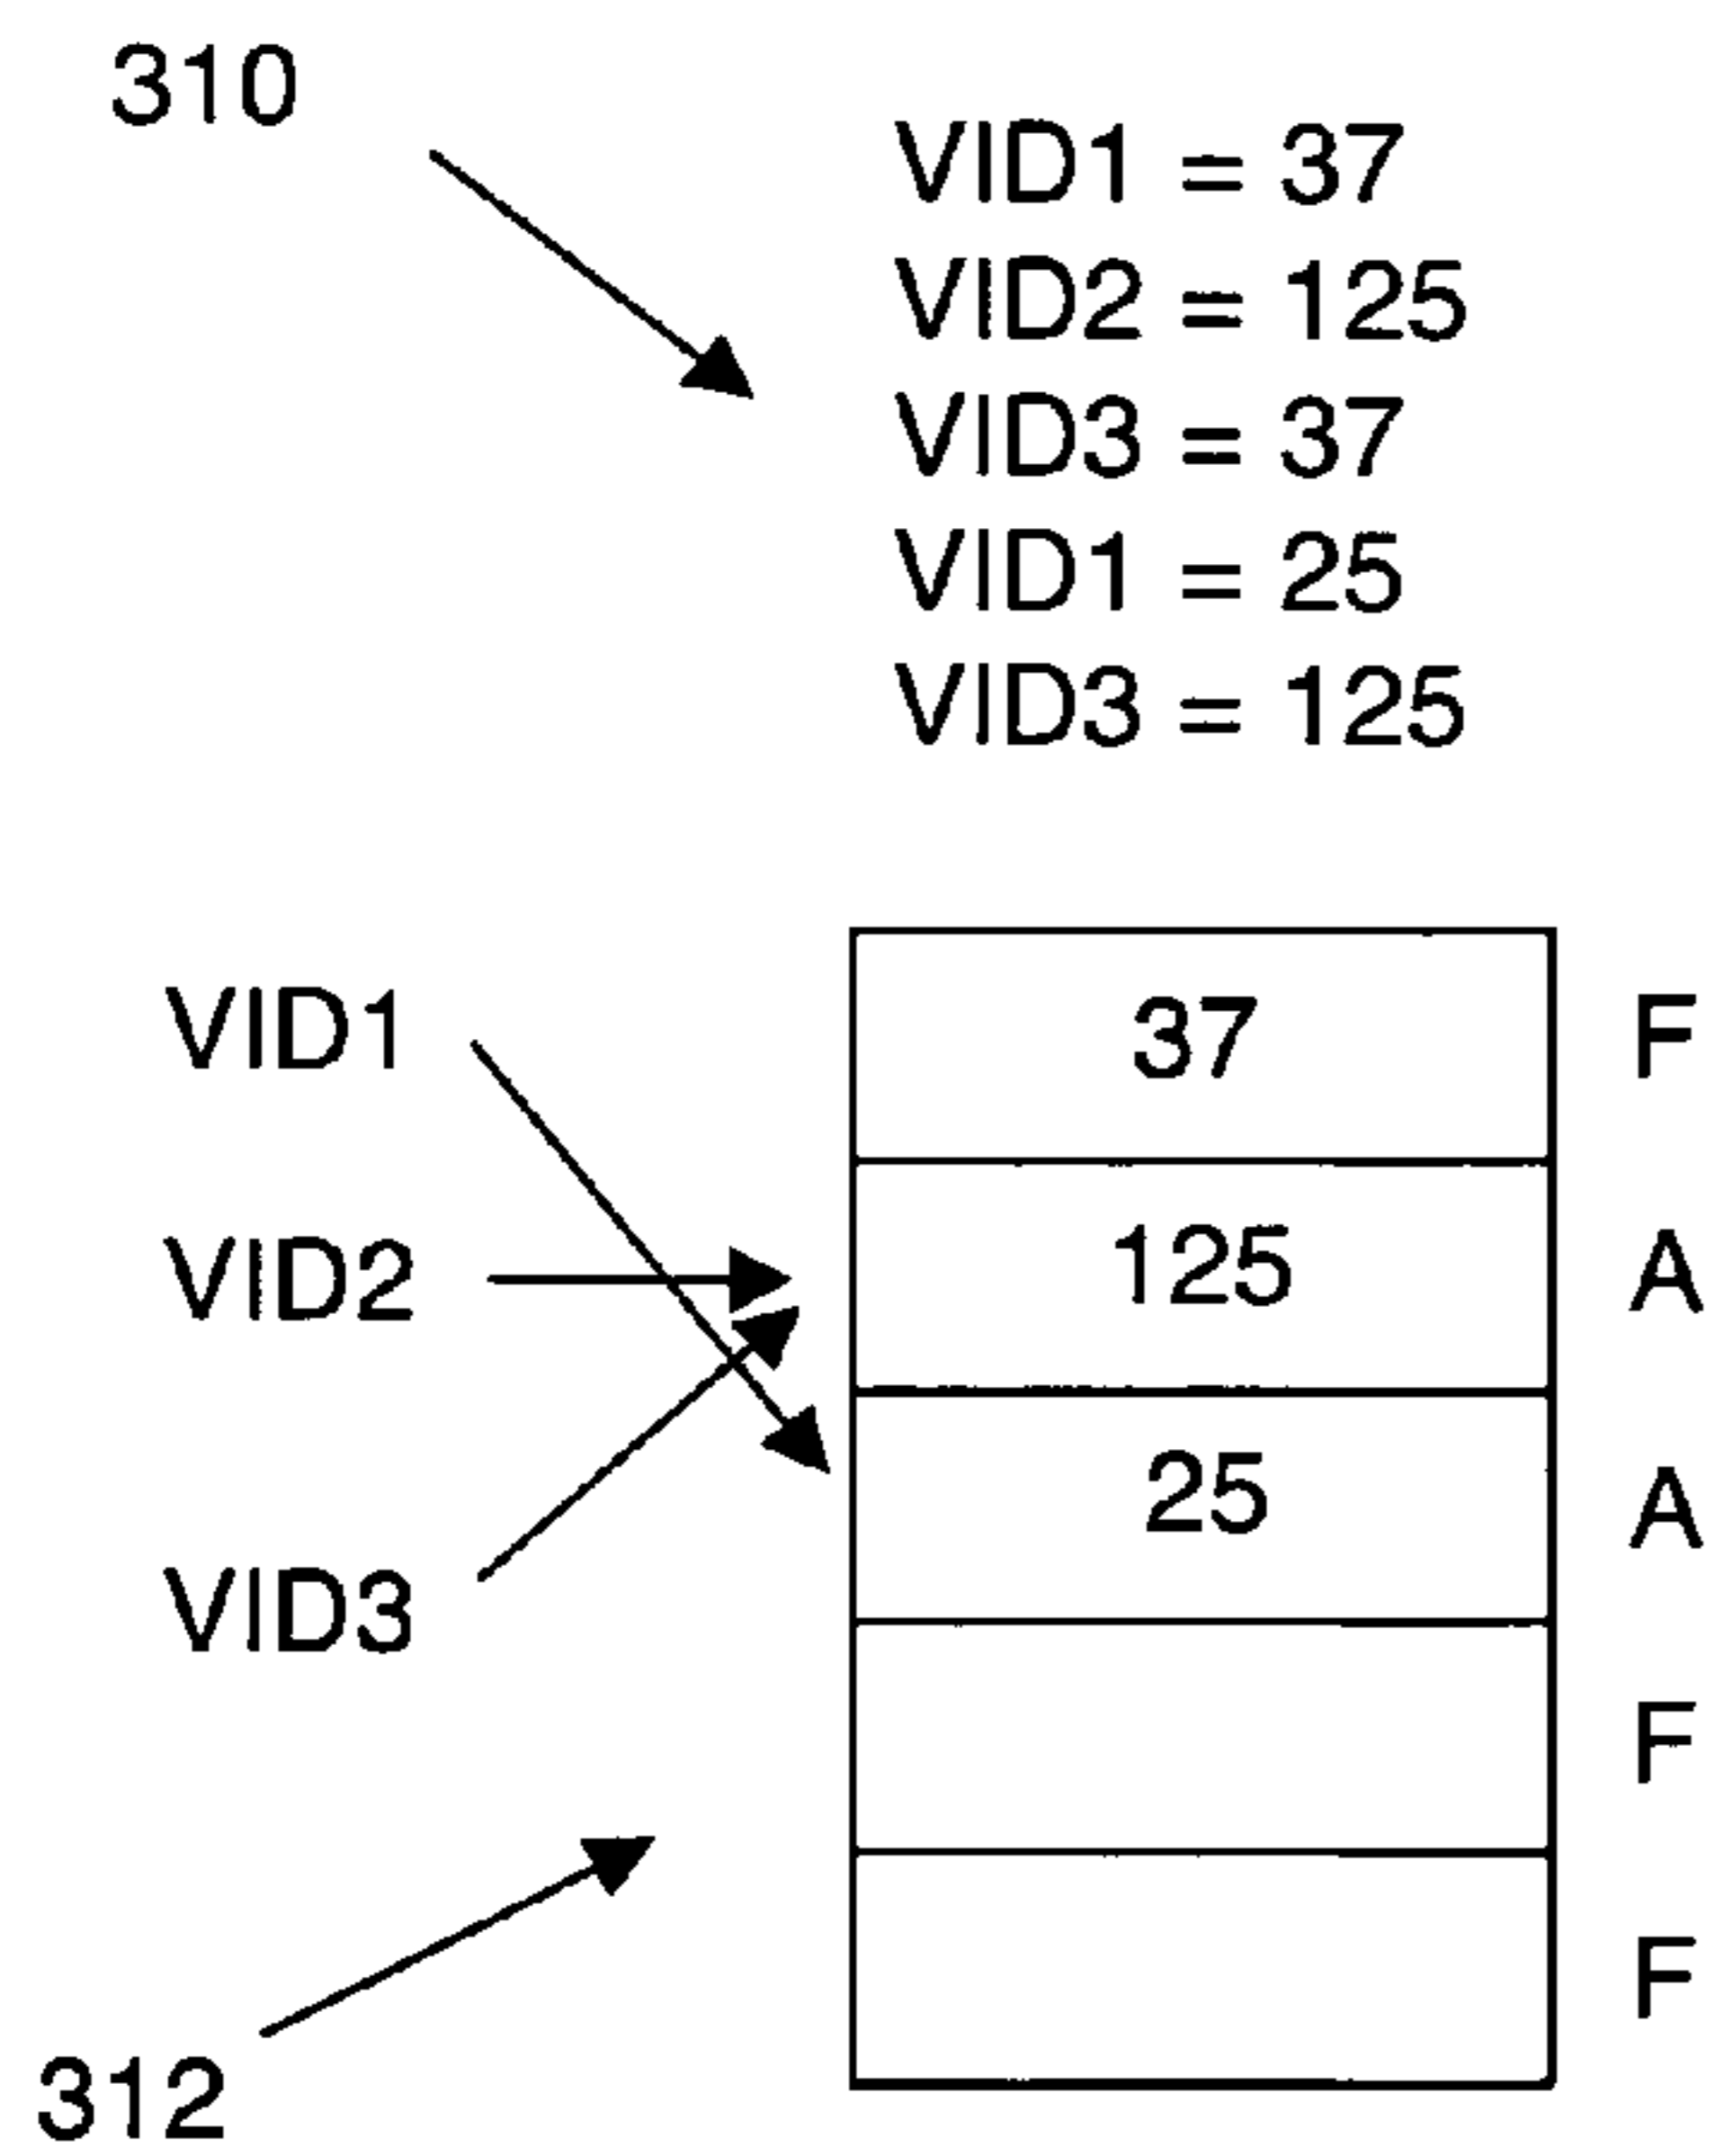 310
VID1 = 37
VID2 = 125
VID3 = 37
VID1 = 25
VID3 = 125
VID1
37
F
VID2
125
A
25
A
VID3
F
F
312